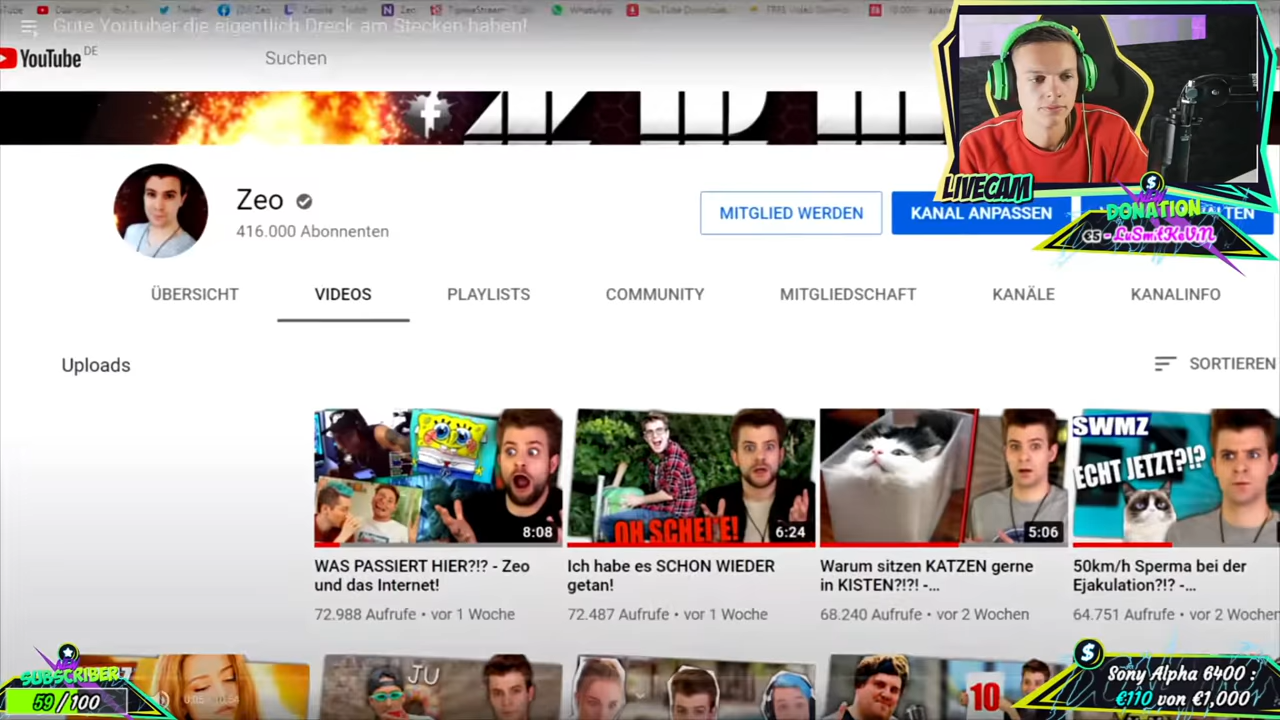 Gute Youtuber die eigentlich Dreck am Stecken haben!
YouTube DE
Suchen
LIVECAM
Zeo
416.000 Abonnenten
MITGLIED WERDEN
KANAL ANPASSEN
NEW
DONATION
€5 - LuSmilKeViN
ÜBERSICHT
VIDEOS
PLAYLISTS
COMMUNITY
MITGLIEDSCHAFT
KANÄLE
KANALINFO
Uploads
SORTIEREN
8:08
OH SCHEI*E!
6:24
5:06
SWMZ
ECHT JETZT?!?
WAS PASSIERT HIER?!? - Zeo
und das Internet!
72.988 Aufrufe • vor 1 Woche
Ich habe es SCHON WIEDER
getan!
72.487 Aufrufe • vor 1 Woche
Warum sitzen KATZEN gerne
in KISTEN?!?! -...
68.240 Aufrufe • vor 2 Wochen
50km/h Sperma bei der
Ejakulation?!? -...
64.751 Aufrufe • vor 2 Wochen
NEW
SUBSCRIBER
59 / 100
JU
10
Sony Alpha 6400 :
€110 von €1,000